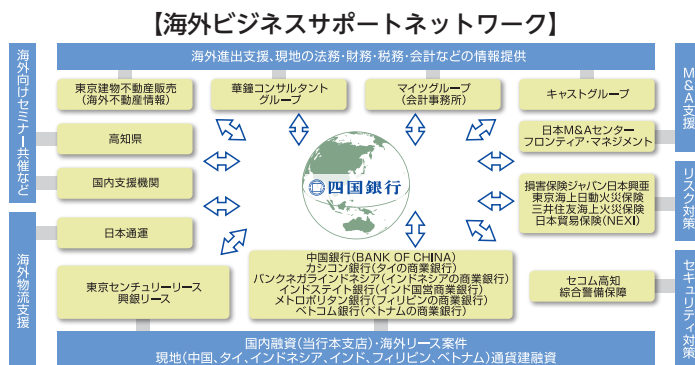 【海外ビジネスサポートネットワーク】
海外進出支援、現地の法務・財務・税務・会計などの情報提供
海外向けセミナー共催など
海外物流支援
M&A支援
リスク対策
セキュリティ対策
東京建物不動産販売
(海外不動産情報)
華鐘コンサルタント
グループ
マイツグループ
(会計事務所)
キャストグループ
高知県
国内支援機関
日本通運
東京センチュリーリース
興銀リース
四国銀行
日本M&Aセンター
フロンティア・マネジメント
損害保険ジャパン日本興亜
東京海上日動火災保険
三井住友海上火災保険
日本貿易保険(NEXI)
中国銀行(BANK OF CHINA)
カシコン銀行(タイの商業銀行)
バンクネガラインドネシア(インドネシアの商業銀行)
インドステイト銀行(インド国営商業銀行)
メトロポリタン銀行(フィリピンの商業銀行)
ベトコム銀行(ベトナムの商業銀行)
セコム高知
綜合警備保障
国内融資(当行本支店)・海外リース案件
現地(中国、タイ、インドネシア、インド、フィリピン、ベトナム)通貨建融資